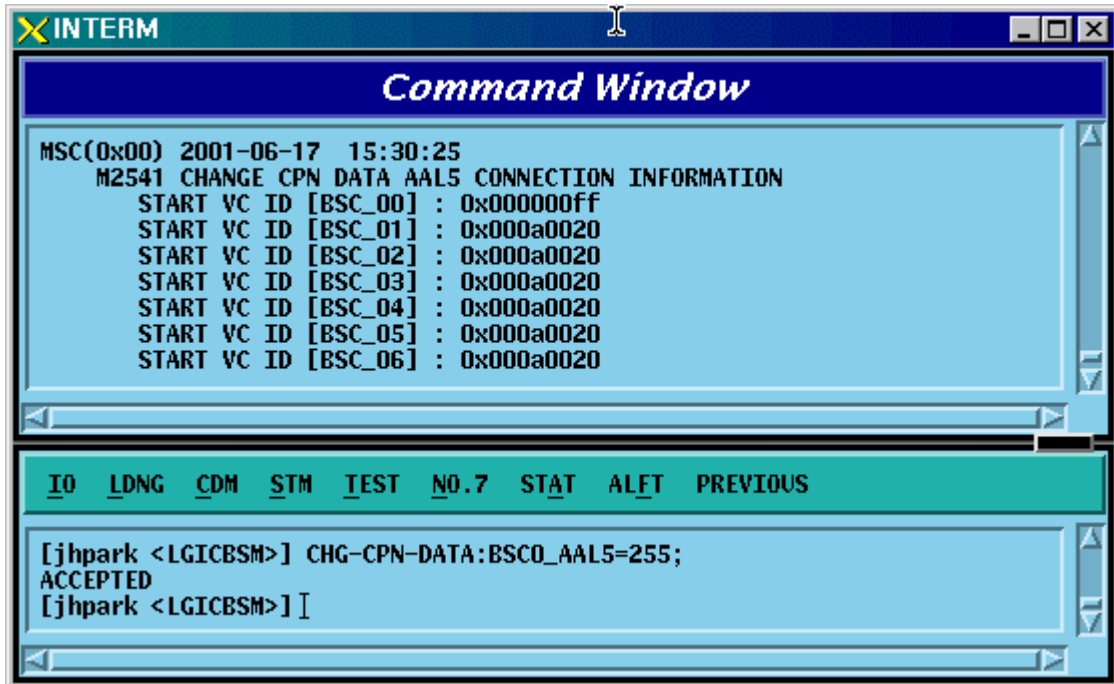 INTERM
Command Window
MSC(0x00) 2001-06-17 15:30:25
M2541 CHANGE CPN DATA AAL5 CONNECTION INFORMATION
START VC ID [BSC_00] : 0x000000ff
START VC ID [BSC_01] : 0x000a0020
START VC ID [BSC_02] : 0x000a0020
START VC ID [BSC_03] : 0x000a0020
START VC ID [BSC_04] : 0x000a0020
START VC ID [BSC_05] : 0x000a0020
START VC ID [BSC_06] : 0x000a0020
IO LDNG CDM STM TEST NO.7 STAT ALFT PREVIOUS
[jhpark <LGICBSM>] CHG-CPN-DATA:BSC0_AAL5=255;
ACCEPTED
[jhpark <LGICBSM>]